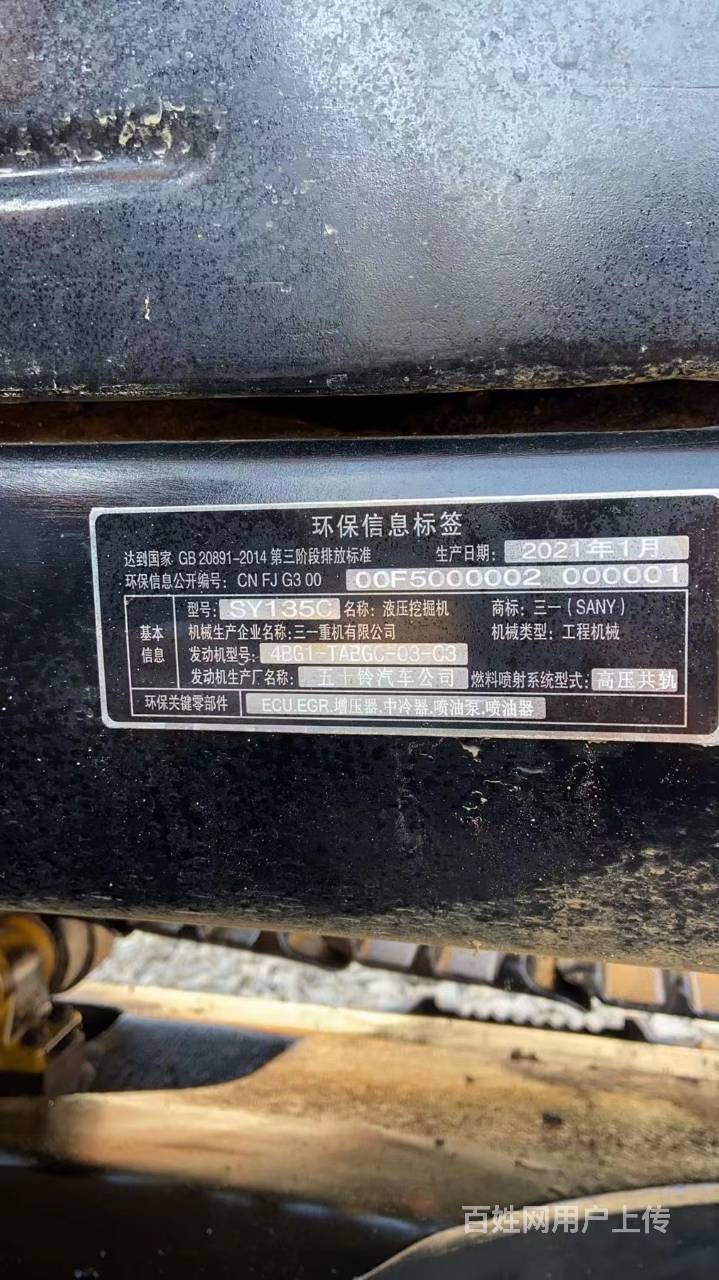 环保信息标签
达到国家 GB 20891-2014 第三阶段排放标准 生产日期: 2021年1月
环保信息公开编号: CN FJ G3 00 00F5000002 000001
基本信息
型号: SY135C 名称: 液压挖掘机 商标: 三一(SANY)
机械生产企业名称: 三一重机有限公司 机械类型: 工程机械
发动机型号: 4BG1-TABGC-03-C3
发动机生产厂名称: 五十铃汽车公司 燃料喷射系统型式: 高压共轨
环保关键零部件 ECU.EGR.增压器.中冷器.喷油泵.喷油器
百姓网用户上传